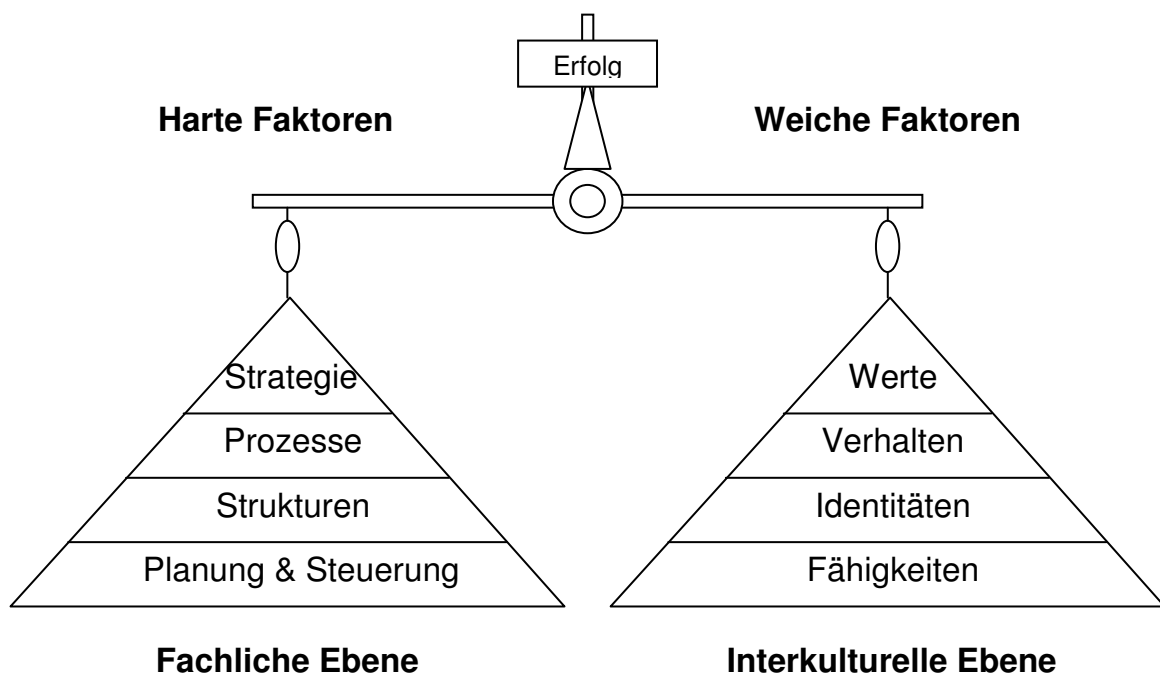 Erfolg
Harte Faktoren
Weiche Faktoren
Strategie
Prozesse
Strukturen
Planung & Steuerung
Werte
Verhalten
Identitäten
Fähigkeiten
Fachliche Ebene
Interkulturelle Ebene